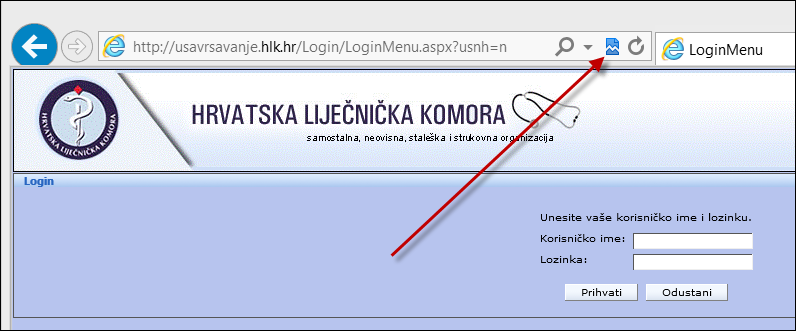 http://usavrsavanje.hlk.hr/Login/LoginMenu.aspx?usnh=n
LoginMenu
HRVATSKA LIJEČNIČKA KOMORA
HRVATSKA LIJEČNIČKA KOMORA
samostalna, neovisna, staleška i strukovna organizacija
Login
Unesite vaše korisničko ime i lozinku.
Korisničko ime:
Lozinka:
Prihvati Odustani